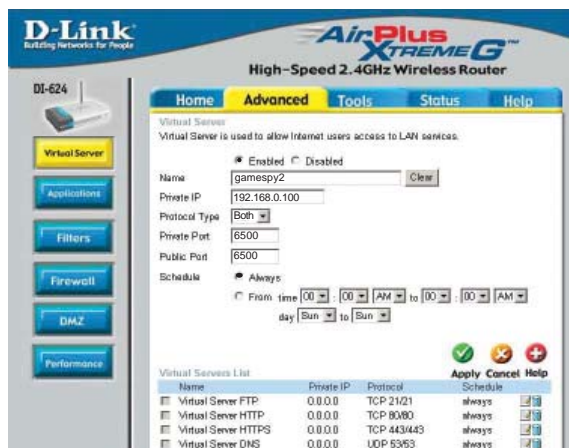 D-Link
Building Networks for People
AirPlus
XTREME G™
High-Speed 2.4GHz Wireless Router
DI-624
Home Advanced Tools Status Help
Virtual Server
Virtual Server is used to allow Internet users access to LAN services.
Virtual Server
Enabled Disabled
Name gamespy2 Clear
Applications
Private IP 192.168.0.100
Protocol Type Both
Filters
Private Port 6500
Public Port 6500
Firewall
Schedule Always
From time 00 : 00 AM to 00 : 00 AM
day Sun to Sun
DMZ
Performance
Apply Cancel Help
Virtual Servers List
Name Private IP Protocol Schedule
Virtual Server FTP 0.0.0.0 TCP 21/21 always
Virtual Server HTTP 0.0.0.0 TCP 80/80 always
Virtual Server HTTPS 0.0.0.0 TCP 443/443 always
Virtual Server DNS 0.0.0.0 UDP 53/53 always